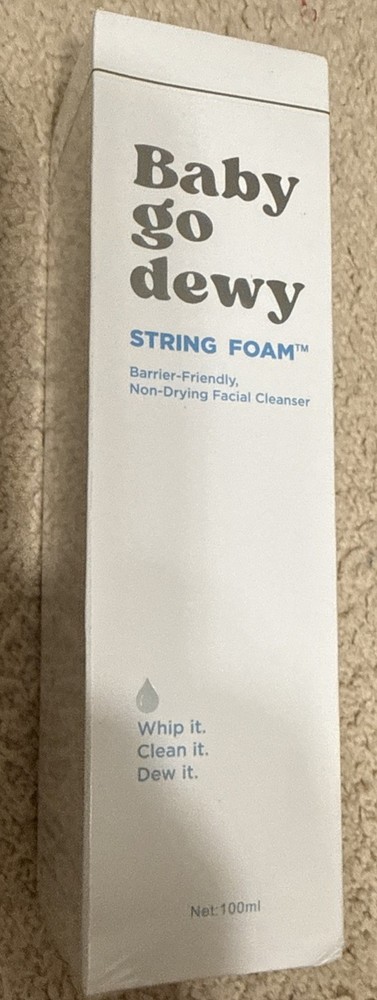 Baby
go
dewy
STRING FOAM™
Barrier-Friendly,
Non-Drying Facial Cleanser
Whip it.
Clean it.
Dew it.
Net:100ml